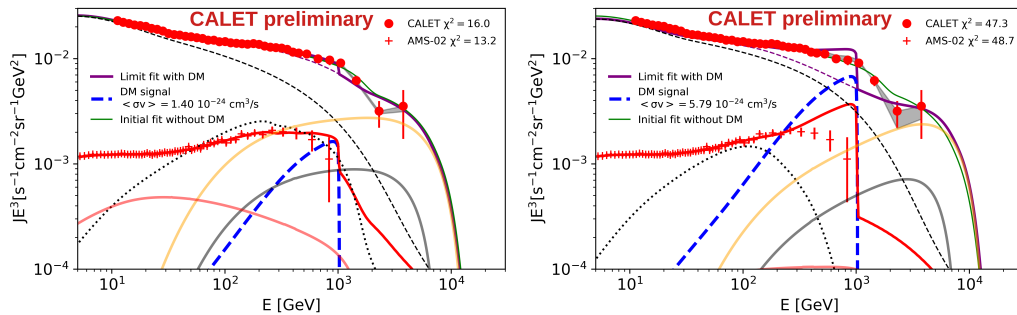 CALET preliminary
CALET χ² = 16.0
AMS-02 χ² = 13.2
Limit fit with DM
DM signal
< σv > = 1.40 10⁻²⁴ cm³/s
Initial fit without DM
JE³[s⁻¹cm⁻²sr⁻¹GeV²]
10⁻²
10⁻³
10⁻⁴
10¹
10²
10³
10⁴
E [GeV]
CALET preliminary
CALET χ² = 47.3
AMS-02 χ² = 48.7
Limit fit with DM
DM signal
< σv > = 5.79 10⁻²⁴ cm³/s
Initial fit without DM
JE³[s⁻¹cm⁻²sr⁻¹GeV²]
10⁻²
10⁻³
10⁻⁴
10¹
10²
10³
10⁴
E [GeV]